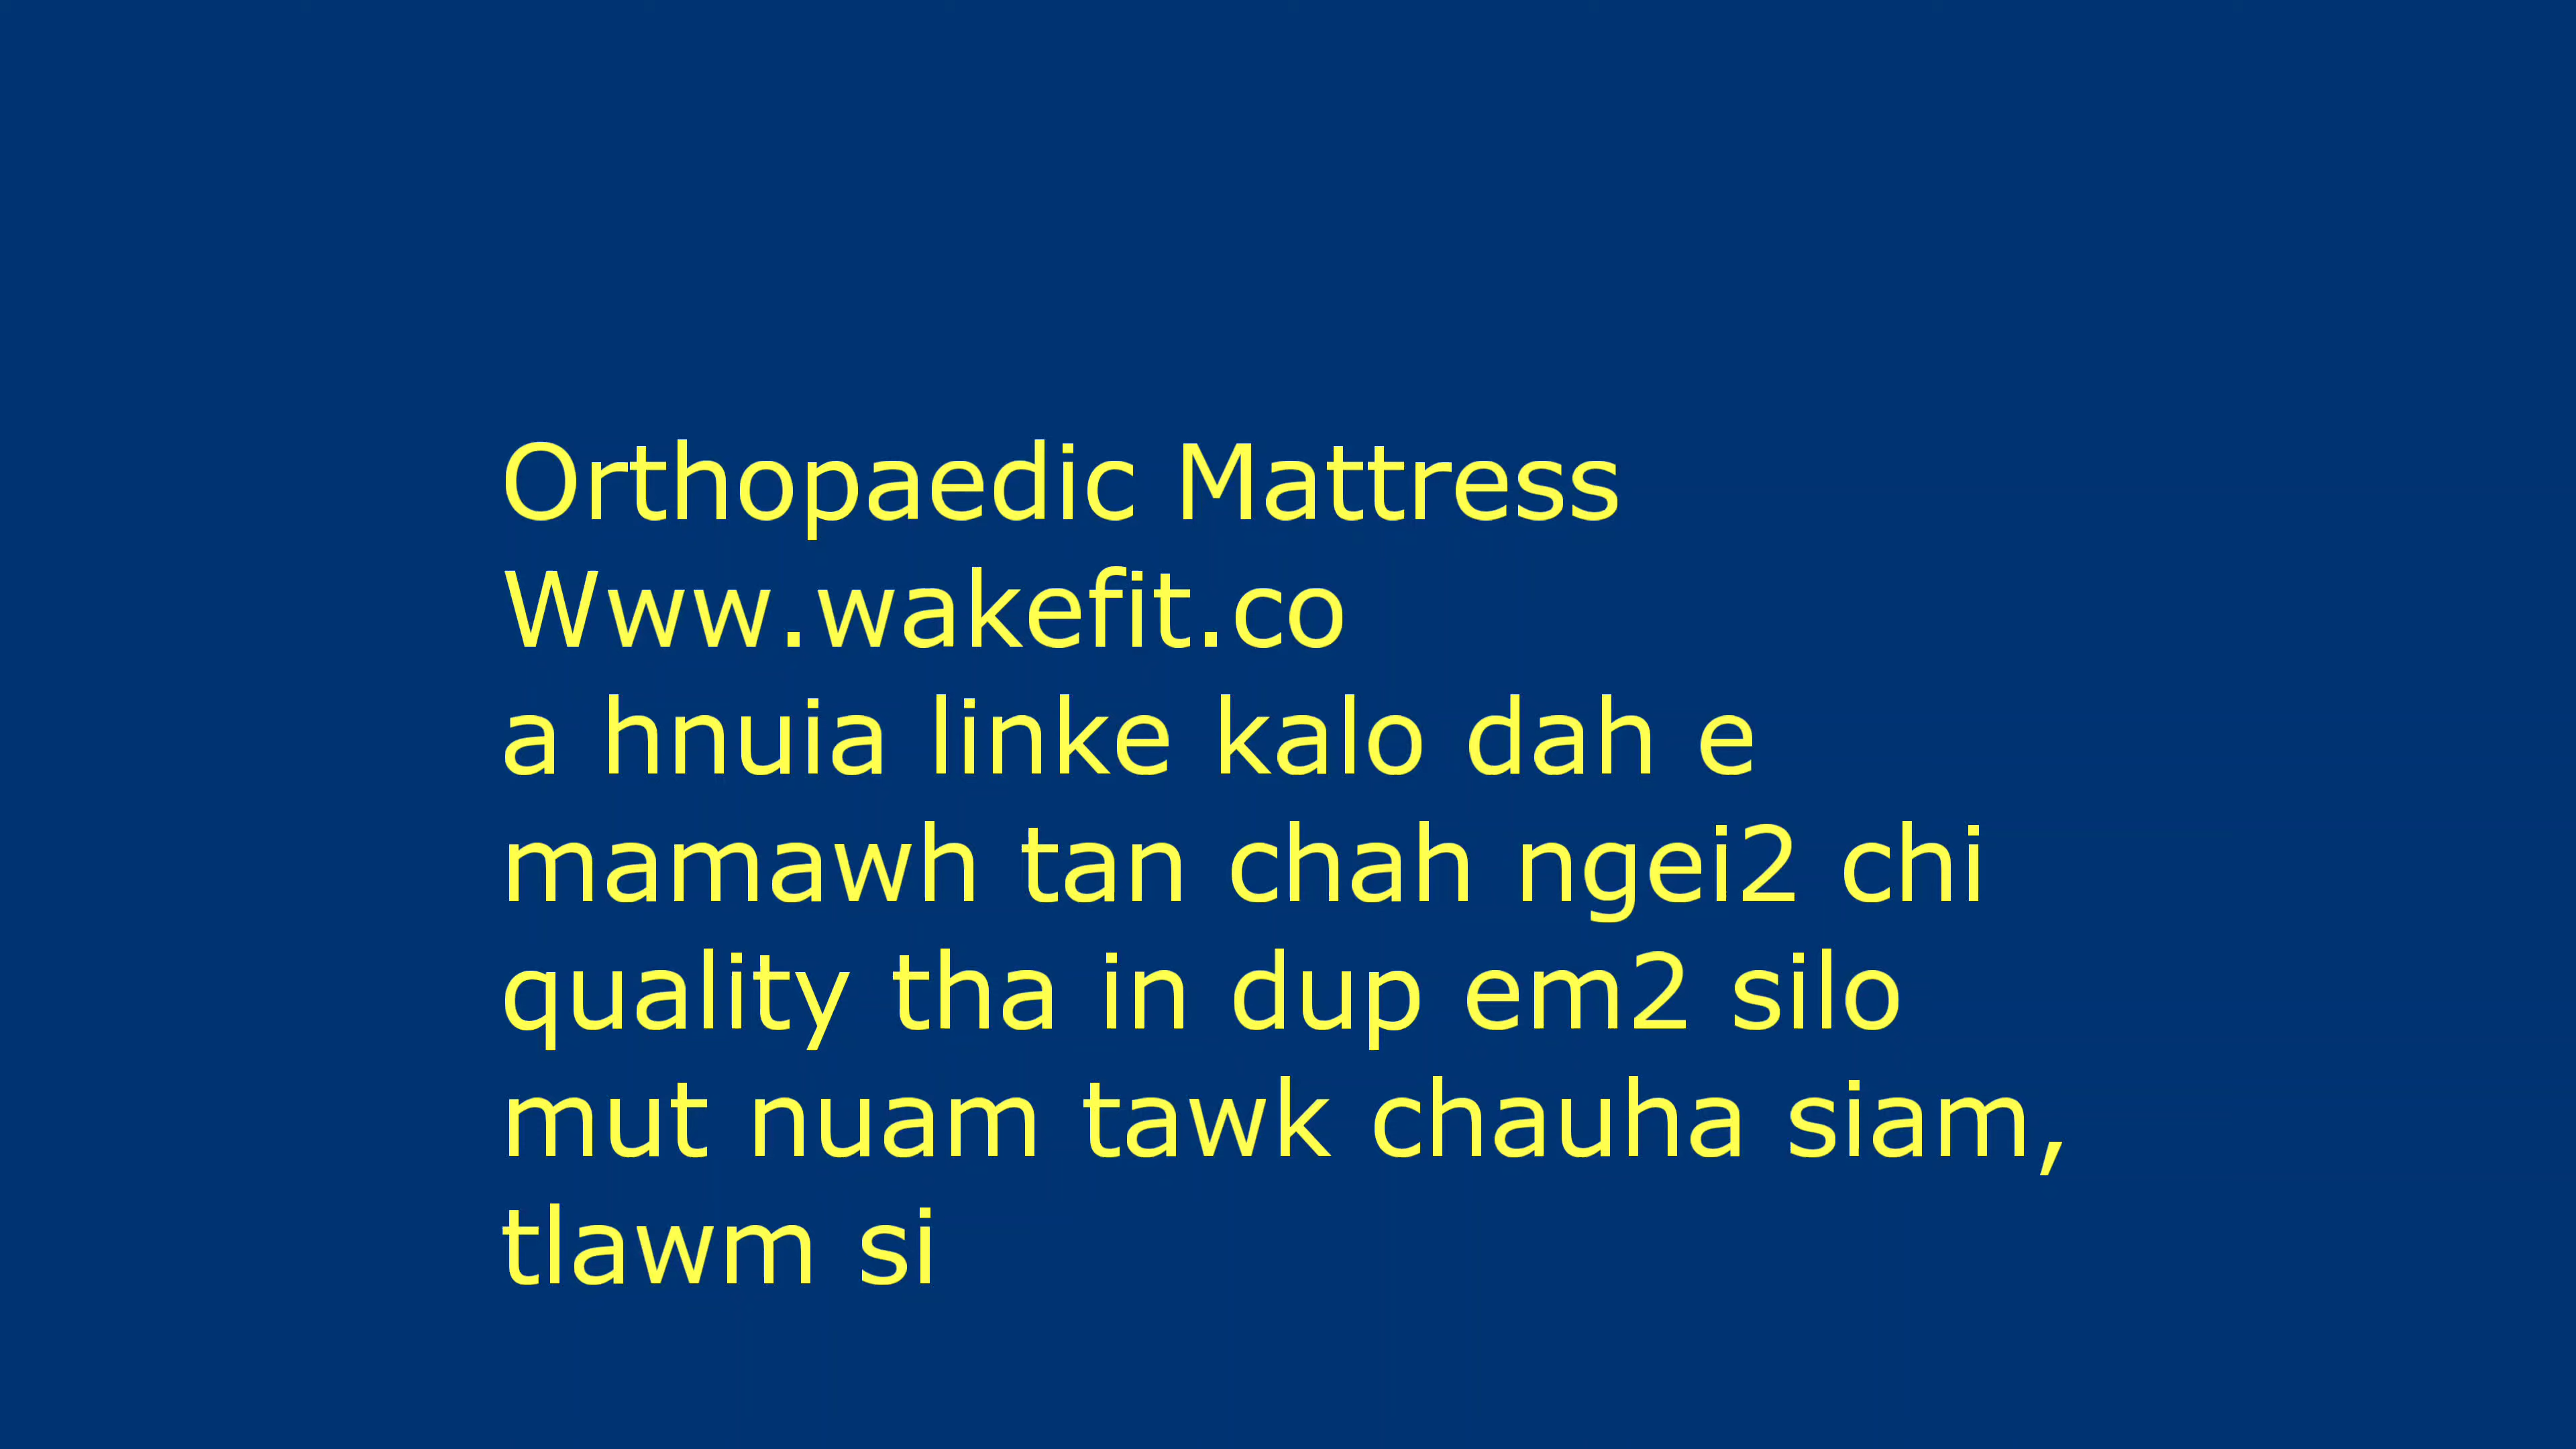 Orthopaedic Mattress
Www.wakefit.co
a hnuia linke kalo dah e
mamawh tan chah ngei2 chi
quality tha in dup em2 silo
mut nuam tawk chauha siam,
tlawm si